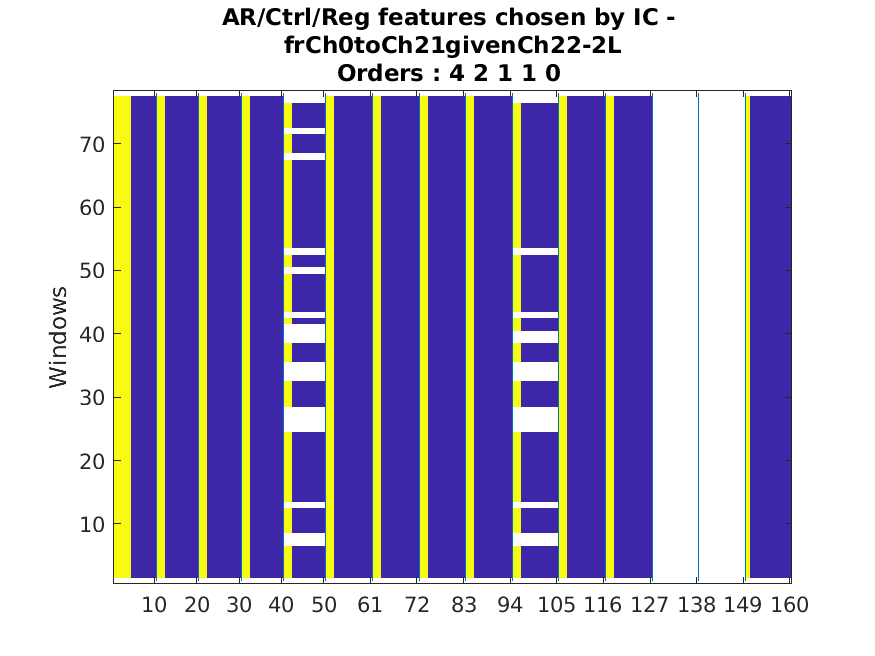 AR/Ctrl/Reg features chosen by IC -
frCh0toCh21givenCh22-2L
Orders : 4 2 1 1 0
Windows
70
60
50
40
30
20
10
10 20 30 40 50 61 72 83 94 105 116 127 138 149 160